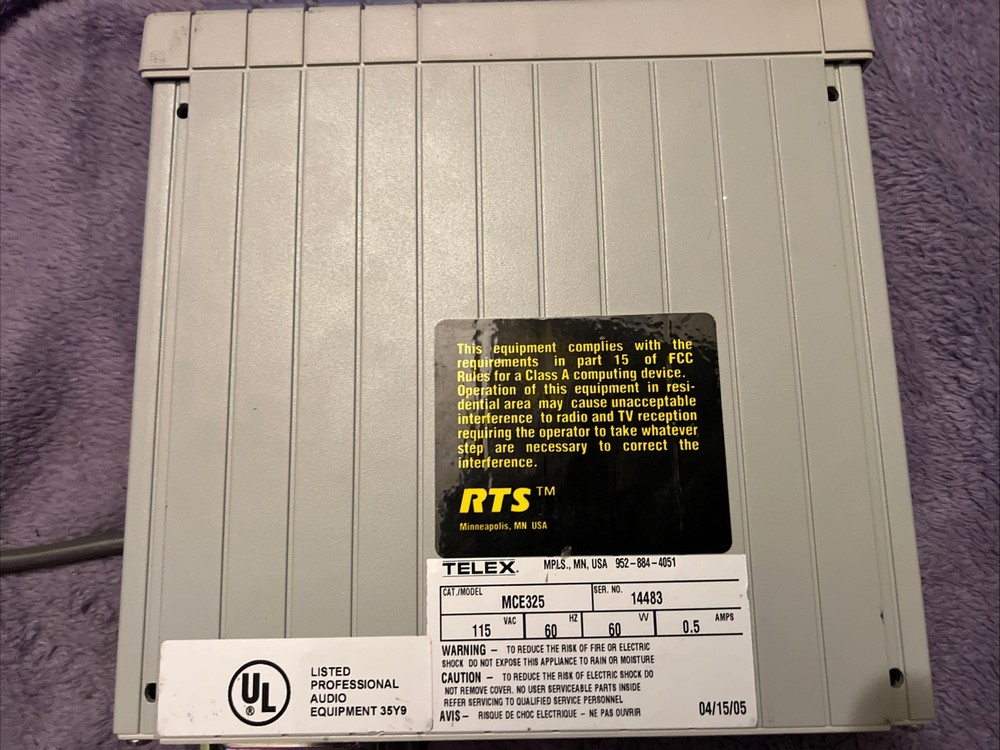 This equipment complies with the
requirements in part 15 of FCC
Rules for a Class A computing device.
Operation of this equipment in resi-
dential area may cause unacceptable
interference to radio and TV reception
requiring the operator to take whatever
step are necessary to correct the
interference.
RTS™
Minneapolis, MN USA
TELEX. MPLS., MN, USA 952-884-4051
CAT./MODEL MCE325 SER. NO. 14483
115 VAC 60 HZ 60 W 0.5 AMPS
WARNING - TO REDUCE THE RISK OF FIRE OR ELECTRIC
SHOCK DO NOT EXPOSE THIS APPLIANCE TO RAIN OR MOISTURE
CAUTION - TO REDUCE THE RISK OF ELECTRIC SHOCK DO
NOT REMOVE COVER. NO USER SERVICEABLE PARTS INSIDE
REFER SERVICING TO QUALIFIED SERVICE PERSONNEL
AVIS - RISQUE DE CHOC ELECTRIQUE - NE PAS OUVRIR
04/15/05
UL®
LISTED
PROFESSIONAL
AUDIO
EQUIPMENT 35Y9